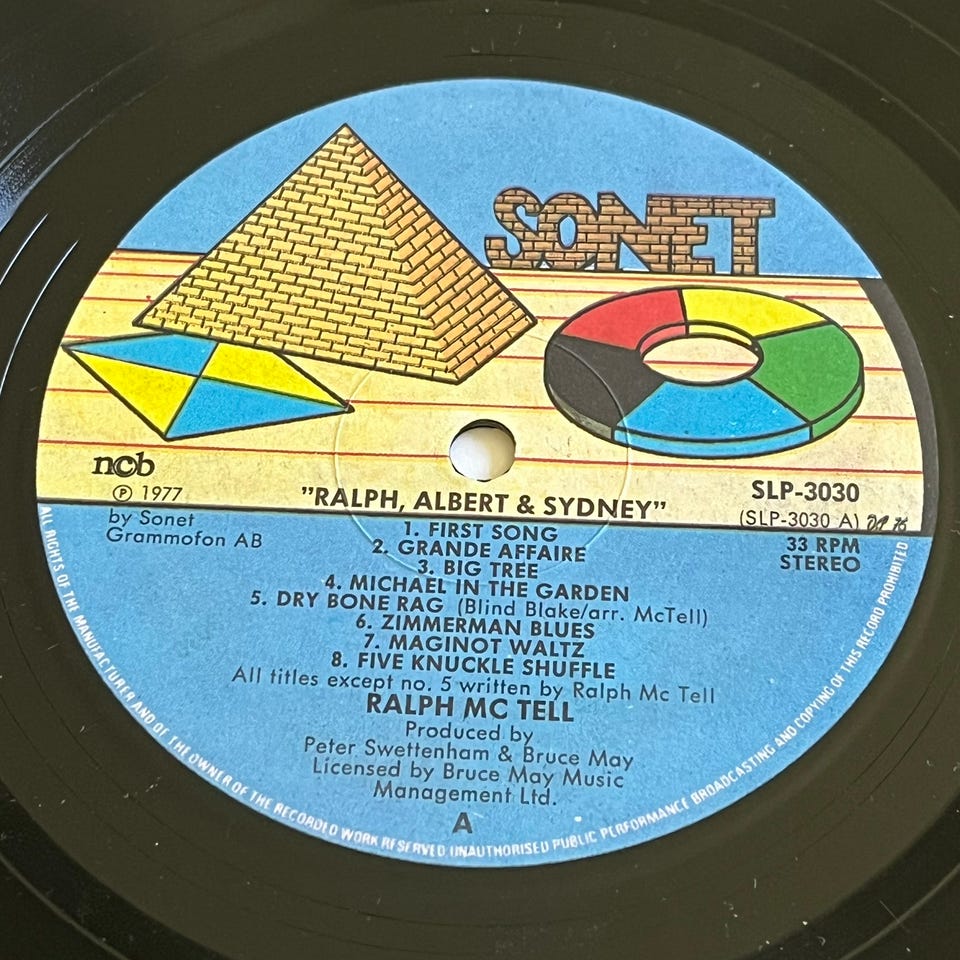 SONET
ncb
℗ 1977
by Sonet
Grammofon AB
"RALPH, ALBERT & SYDNEY"
SLP-3030
(SLP-3030 A)
33 RPM
STEREO
1. FIRST SONG
2. GRANDE AFFAIRE
3. BIG TREE
4. MICHAEL IN THE GARDEN
5. DRY BONE RAG (Blind Blake/arr. McTell)
6. ZIMMERMAN BLUES
7. MAGINOT WALTZ
8. FIVE KNUCKLE SHUFFLE
All titles except no. 5 written by Ralph Mc Tell
RALPH MC TELL
Produced by
Peter Swettenham & Bruce May
Licensed by Bruce May Music
Management Ltd.
A
ALL RIGHTS OF THE MANUFACTURER AND OF THE OWNER OF THE RECORDED WORK RESERVED UNAUTHORISED PUBLIC PERFORMANCE BROADCASTING AND COPYING OF THIS RECORD PROHIBITED